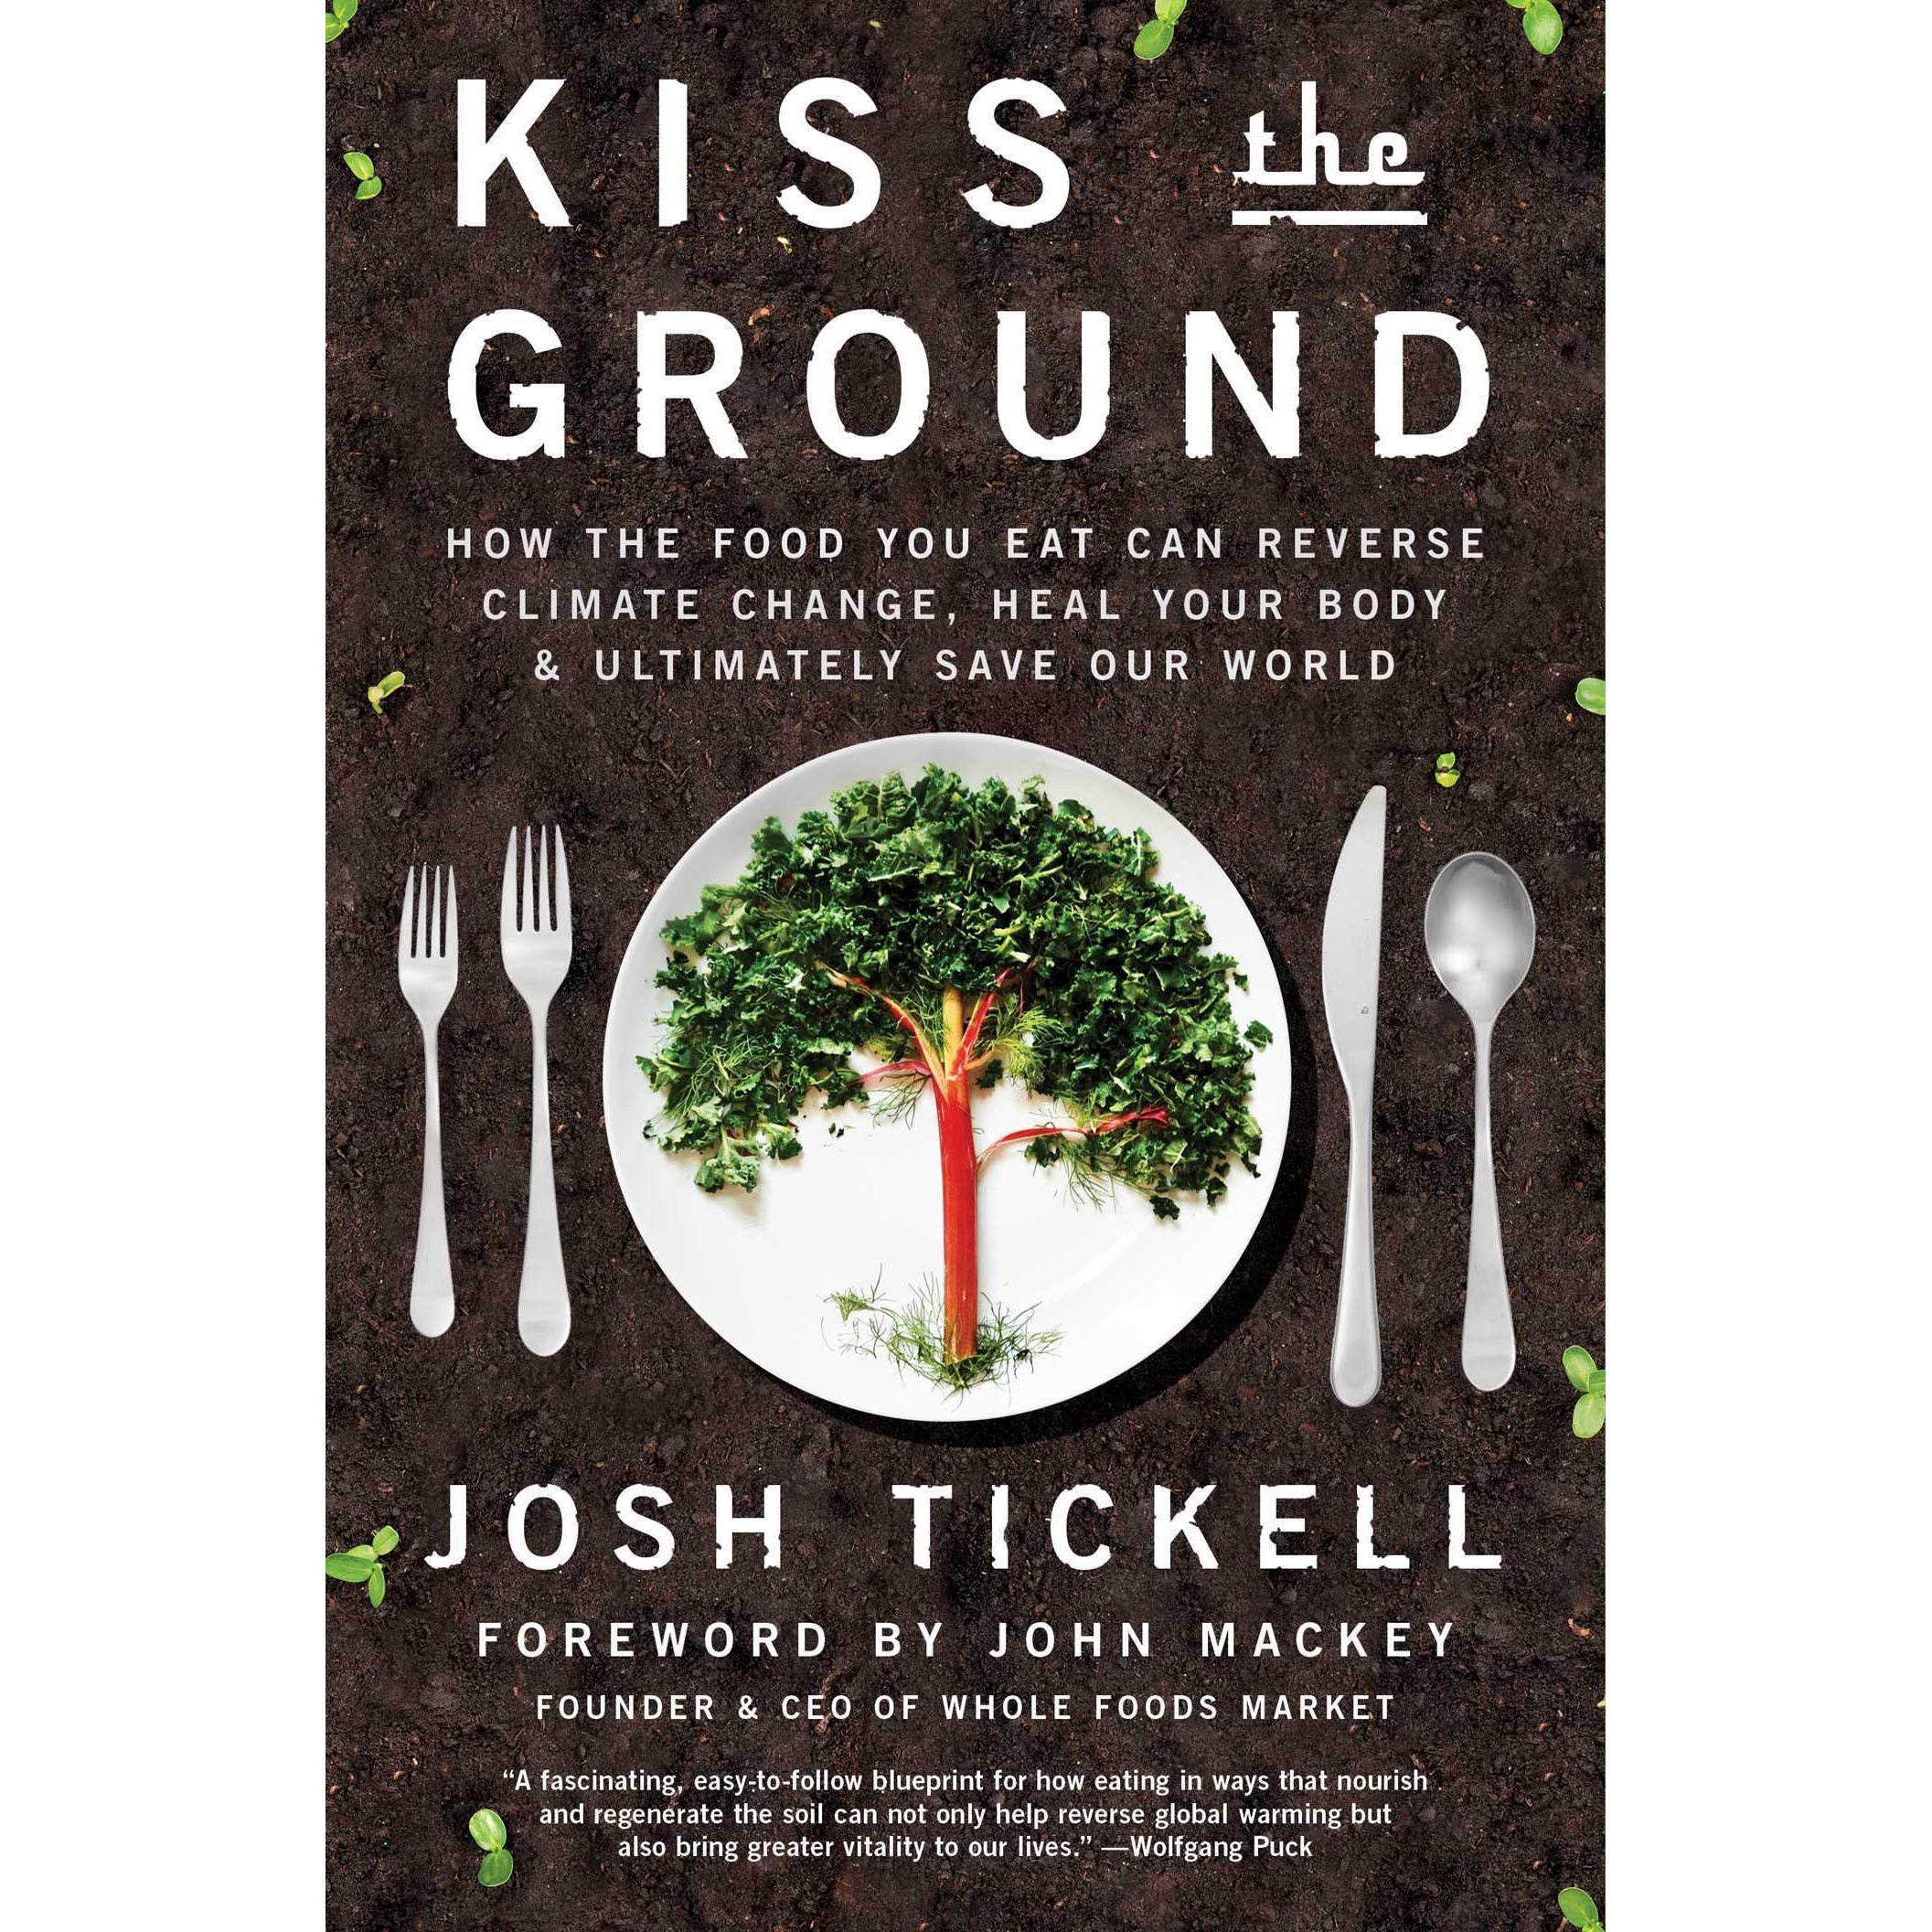 KISS the
GROUND
HOW THE FOOD YOU EAT CAN REVERSE
CLIMATE CHANGE, HEAL YOUR BODY
& ULTIMATELY SAVE OUR WORLD
JOSH TICKELL
FOREWORD BY JOHN MACKEY
FOUNDER & CEO OF WHOLE FOODS MARKET
“A fascinating, easy-to-follow blueprint for how eating in ways that nourish
and regenerate the soil can not only help reverse global warming but
also bring greater vitality to our lives.” —Wolfgang Puck